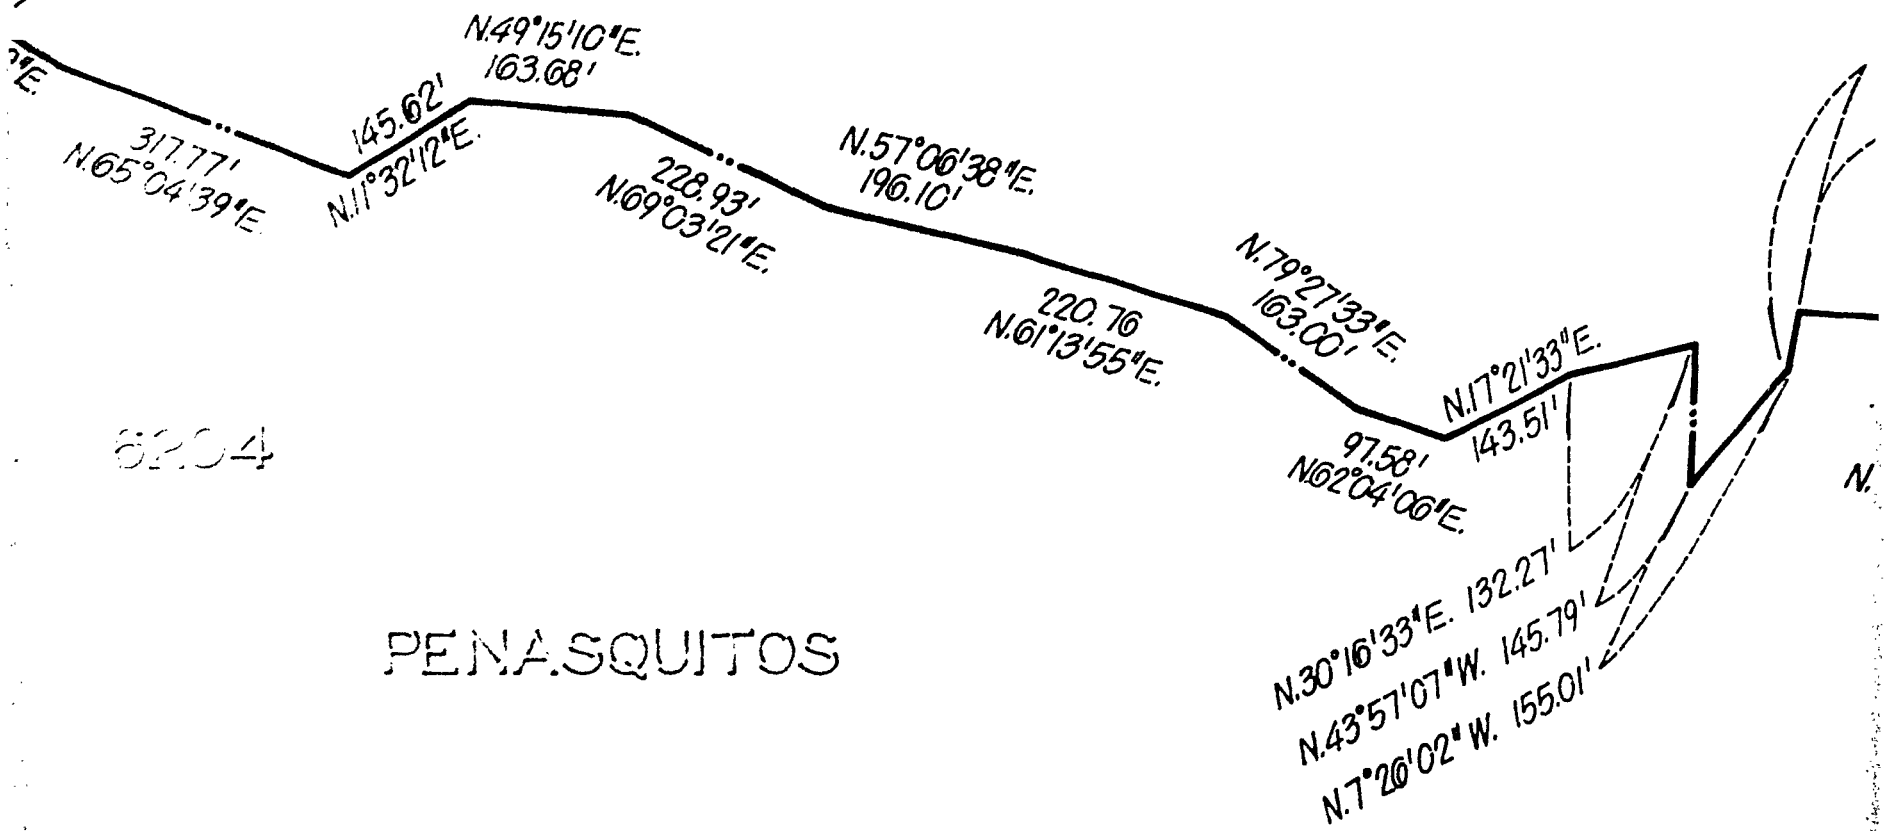 N.49°15'10"E.
163.68'
"E.
317.77'
N.65°04'39"E.
145.62'
N.11°32'12"E.
228.93'
N.69°03'21"E.
N.57°06'38"E.
196.10'
220.76
N.61°13'55"E.
N.79°27'33"E.
163.00'
97.58'
N.62°04'06"E.
N.17°21'33"E.
143.51'
N.
6204
PENASQUITOS
N.30°16'33"E. 132.27'
N.43°57'07"W. 145.79'
N.7°26'02"W. 155.01'